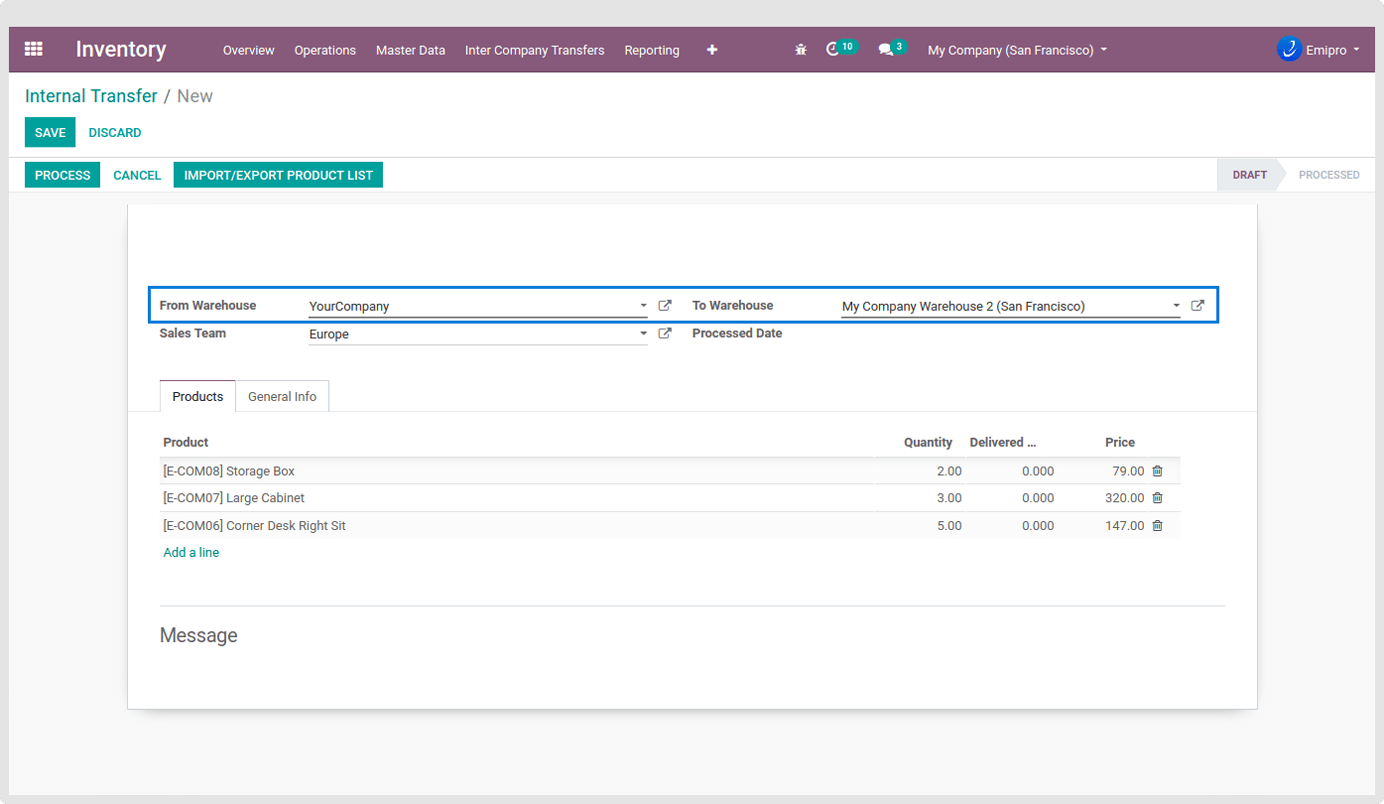 Inventory Overview Operations Master Data Inter Company Transfers Reporting 10 3 My Company (San Francisco) Emipro
Internal Transfer / New
SAVE DISCARD
PROCESS CANCEL IMPORT/EXPORT PRODUCT LIST DRAFT PROCESSED
From Warehouse YourCompany To Warehouse My Company Warehouse 2 (San Francisco)
Sales Team Europe Processed Date
Products General Info
Product Quantity Delivered ... Price
[E-COM08] Storage Box 2.00 0.000 79.00
[E-COM07] Large Cabinet 3.00 0.000 320.00
[E-COM06] Corner Desk Right Sit 5.00 0.000 147.00
Add a line
Message